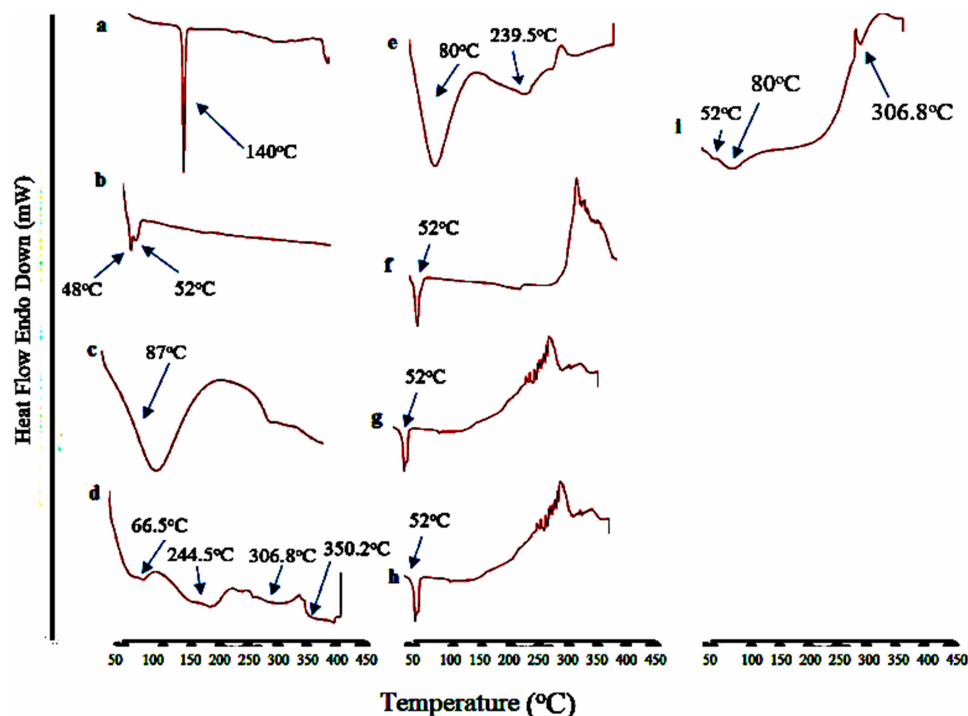 Heat Flow Endo Down (mW)
a
140°C
b
48°C
52°C
c
87°C
d
66.5°C
244.5°C
306.8°C
350.2°C
50 100 150 200 250 300 350 400 450
e
80°C
239.5°C
f
52°C
g
52°C
h
52°C
50 100 150 200 250 300 350 400 450
i
52°C
80°C
306.8°C
50 100 150 200 250 300 350 400 450
Temperature (°C)